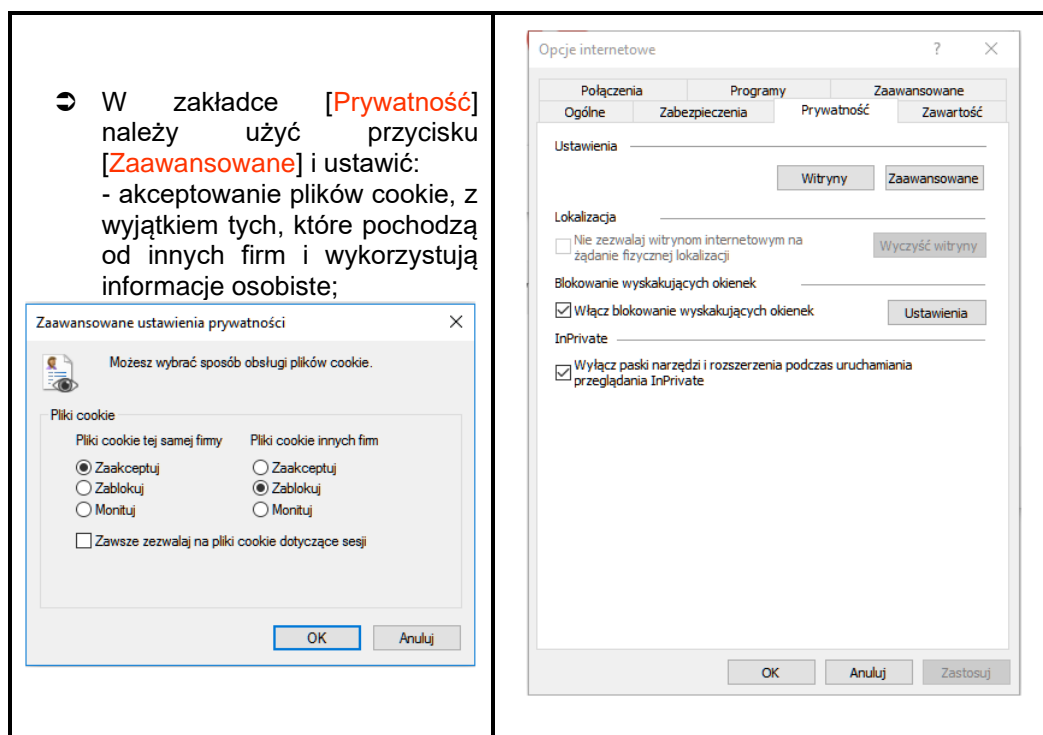 ➲ W zakładce [Prywatność]
należy użyć przycisku
[Zaawansowane] i ustawić:
- akceptowanie plików cookie, z
wyjątkiem tych, które pochodzą
od innych firm i wykorzystują
informacje osobiste;
Zaawansowane ustawienia prywatności
Możesz wybrać sposób obsługi plików cookie.
Pliki cookie
Pliki cookie tej samej firmy Pliki cookie innych firm
Zaakceptuj Zaakceptuj
Zablokuj Zablokuj
Monituj Monituj
Zawsze zezwalaj na pliki cookie dotyczące sesji
OK Anuluj
Opcje internetowe ?
Połączenia Programy Zaawansowane
Ogólne Zabezpieczenia Prywatność Zawartość
Ustawienia
Witryny Zaawansowane
Lokalizacja
Nie zezwalaj witrynom internetowym na
żądanie fizycznej lokalizacji
Wyczyść witryny
Blokowanie wyskakujących okienek
Włącz blokowanie wyskakujących okienek Ustawienia
InPrivate
Wyłącz paski narzędzi i rozszerzenia podczas uruchamiania
przeglądania InPrivate
OK Anuluj Zastosuj